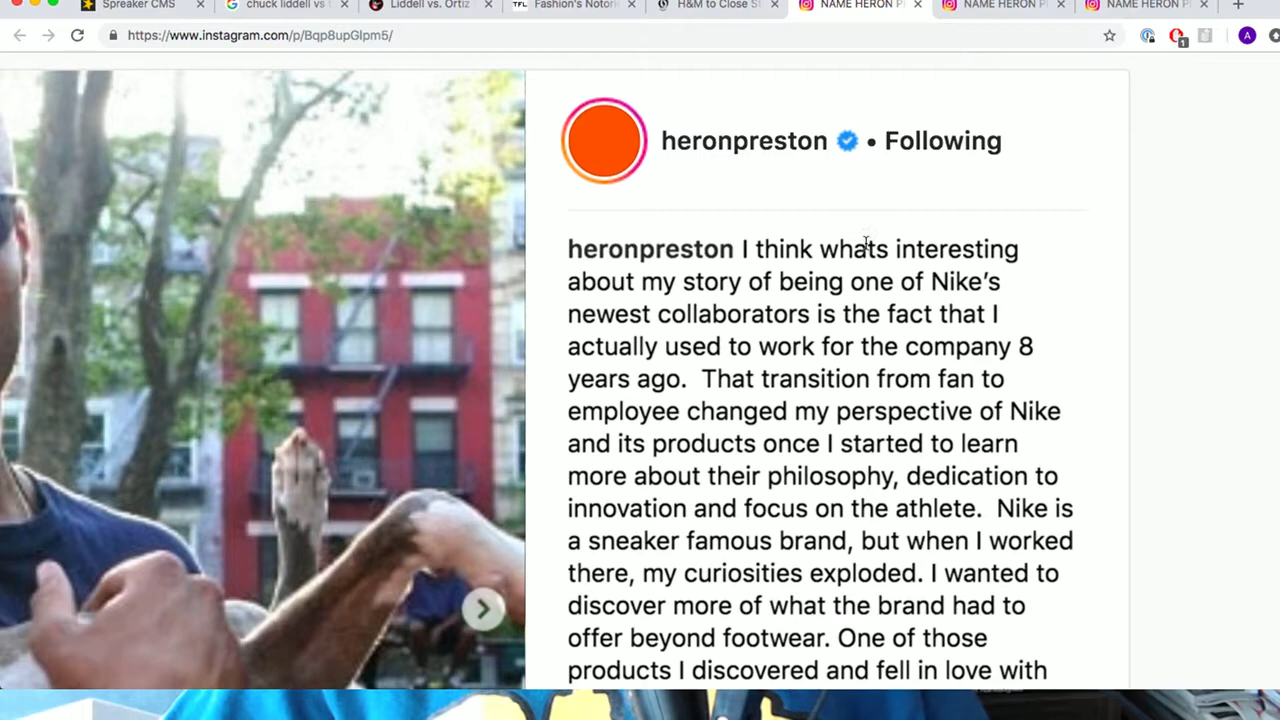 Spreaker CMS
chuck liddell vs t
Liddell vs. Ortiz
TFL
Fashion's Notori
H&M to Close St
NAME HERON P
NAME HERON P
NAME HERON P
https://www.instagram.com/p/Bqp8upGlpm5/
1
A
heronpreston • Following
heronpreston I think whats interesting
about my story of being one of Nike’s
newest collaborators is the fact that I
actually used to work for the company 8
years ago. That transition from fan to
employee changed my perspective of Nike
and its products once I started to learn
more about their philosophy, dedication to
innovation and focus on the athlete. Nike is
a sneaker famous brand, but when I worked
there, my curiosities exploded. I wanted to
discover more of what the brand had to
offer beyond footwear. One of those
products I discovered and fell in love with